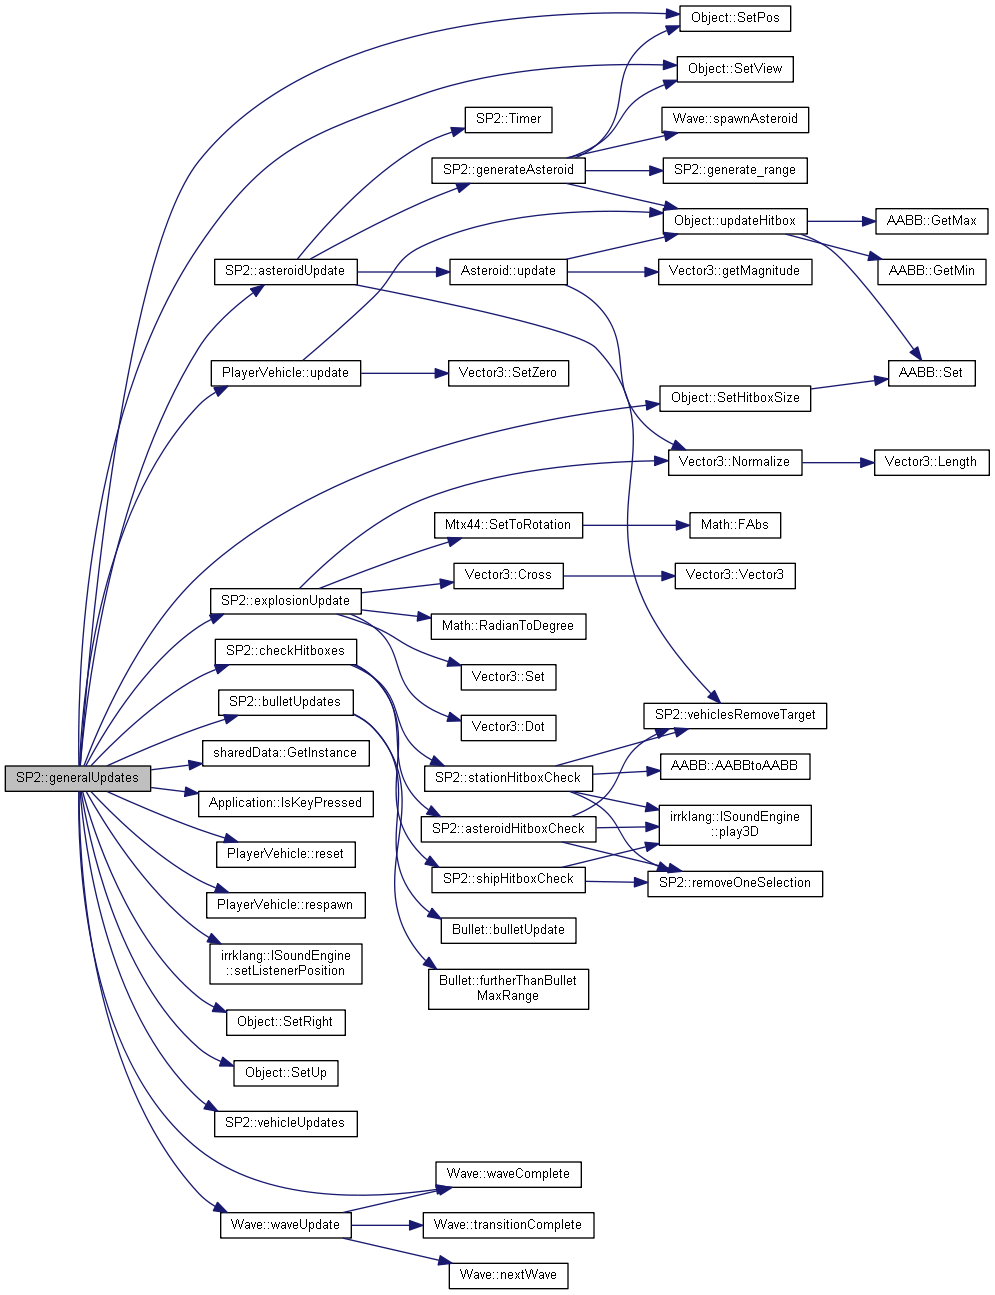 Object::SetPos
Object::SetView
SP2::Timer
Wave::spawnAsteroid
SP2::generateAsteroid
SP2::generate_range
Object::updateHitbox
AABB::GetMax
SP2::asteroidUpdate
Asteroid::update
Vector3::getMagnitude
AABB::GetMin
PlayerVehicle::update
Vector3::SetZero
AABB::Set
Object::SetHitboxSize
Vector3::Normalize
Vector3::Length
Mtx44::SetToRotation
Math::FAbs
Vector3::Cross
Vector3::Vector3
SP2::explosionUpdate
Math::RadianToDegree
SP2::checkHitboxes
Vector3::Set
SP2::bulletUpdates
SP2::vehiclesRemoveTarget
Vector3::Dot
sharedData::GetInstance
SP2::generalUpdates
SP2::stationHitboxCheck
AABB::AABBtoAABB
Application::IsKeyPressed
irrklang::ISoundEngine
::play3D
SP2::asteroidHitboxCheck
PlayerVehicle::reset
SP2::shipHitboxCheck
SP2::removeOneSelection
PlayerVehicle::respawn
Bullet::bulletUpdate
irrklang::ISoundEngine
::setListenerPosition
Bullet::furtherThanBullet
MaxRange
Object::SetRight
Object::SetUp
SP2::vehicleUpdates
Wave::waveComplete
Wave::waveUpdate
Wave::transitionComplete
Wave::nextWave